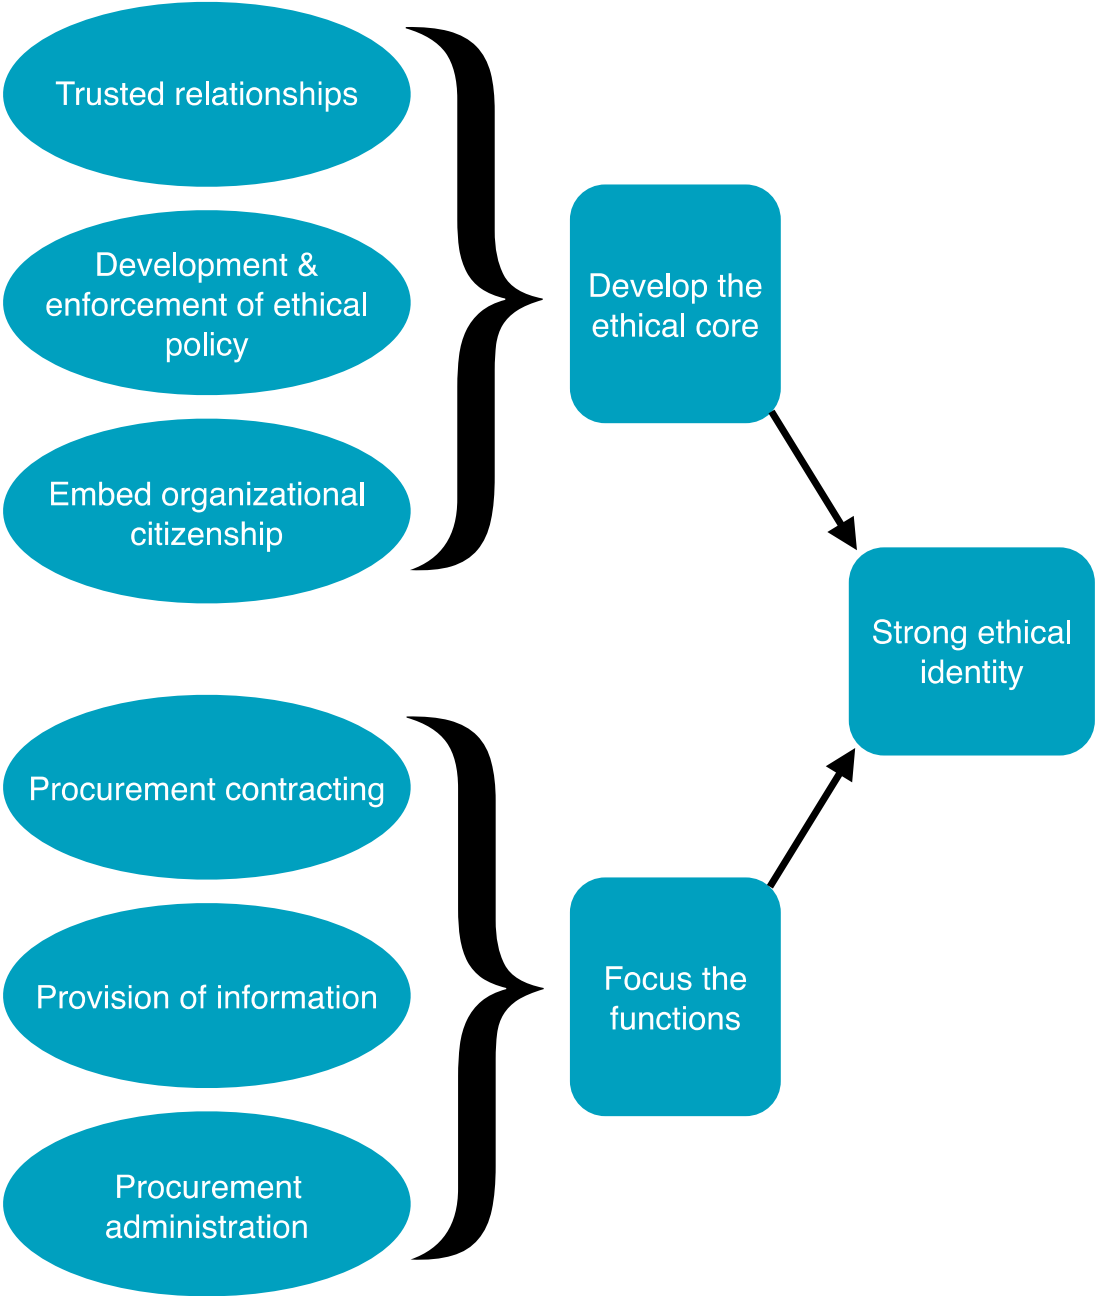 Trusted relationships
Development &
enforcement of ethical
policy
Embed organizational
citizenship
Develop the
ethical core
Strong ethical
identity
Procurement contracting
Provision of information
Procurement
administration
Focus the
functions